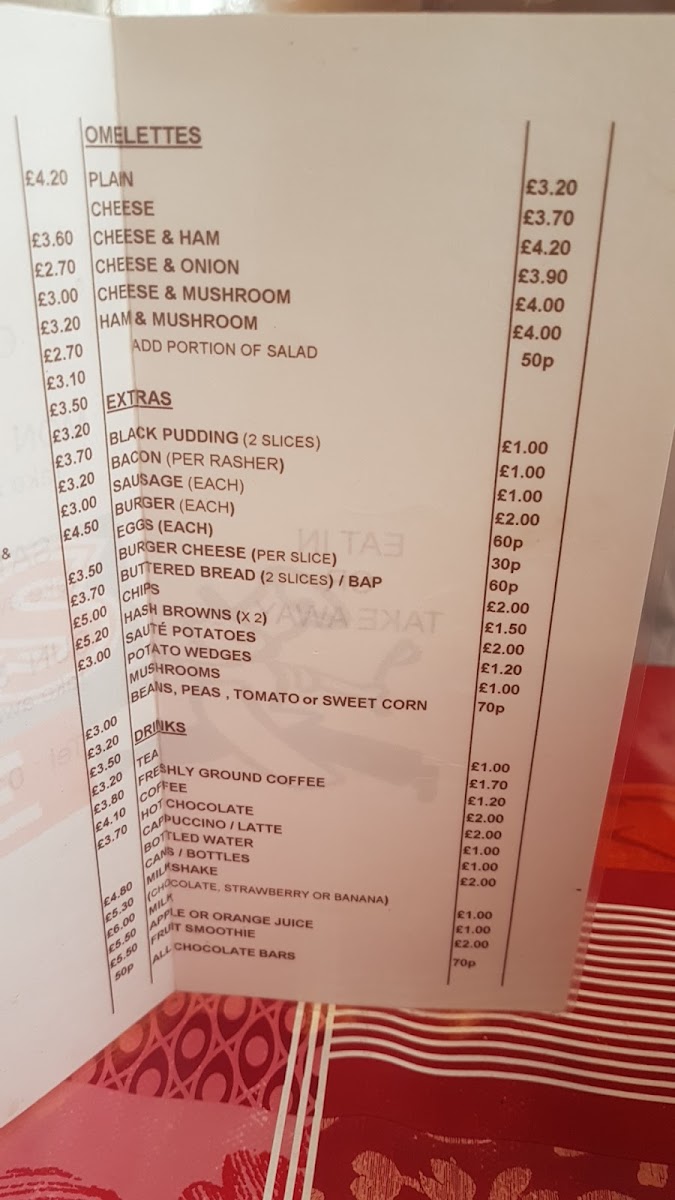 £4.20
£3.60
£2.70
£3.00
£3.20
£2.70
£3.10
£3.50
£3.20
£3.70
£3.20
£3.00
£4.50
&
£3.50
£3.70
£5.00
£5.20
£3.00
£3.00
£3.20
£3.50
£3.20
£3.80
£4.10
£3.70
£4.80
£5.30
£6.00
£5.50
£5.50
50p
OMELETTES
PLAIN £3.20
CHEESE £3.70
CHEESE & HAM £4.20
CHEESE & ONION £3.90
CHEESE & MUSHROOM £4.00
HAM & MUSHROOM £4.00
ADD PORTION OF SALAD 50p
EXTRAS
BLACK PUDDING (2 SLICES) £1.00
BACON (PER RASHER) £1.00
SAUSAGE (EACH) £1.00
BURGER (EACH) £2.00
EGGS (EACH) 60p
BURGER CHEESE (PER SLICE) 30p
BUTTERED BREAD (2 SLICES) / BAP 60p
CHIPS £2.00
HASH BROWNS (X 2) £1.50
SAUTÉ POTATOES £2.00
POTATO WEDGES £1.20
MUSHROOMS £1.00
BEANS, PEAS , TOMATO or SWEET CORN 70p
DRINKS
TEA £1.00
FRESHLY GROUND COFFEE £1.70
COFFEE £1.20
HOT CHOCOLATE £2.00
CAPPUCCINO / LATTE £2.00
BOTTLED WATER £1.00
CANS / BOTTLES £1.00
MILKSHAKE £2.00
(CHOCOLATE, STRAWBERRY OR BANANA)
MILK £1.00
APPLE OR ORANGE JUICE £1.00
FRUIT SMOOTHIE £2.00
ALL CHOCOLATE BARS 70p
EAT IN
TAKE AWAY